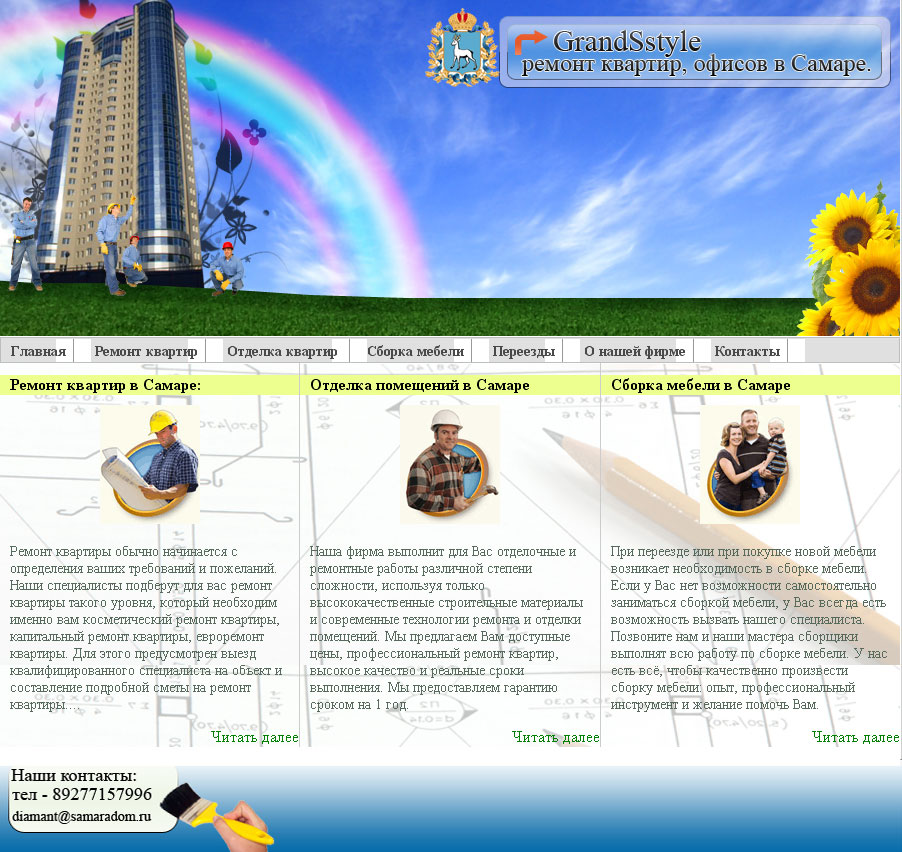 GrandSstyle
ремонт квартир, офисов в Самаре.
Главная Ремонт квартир Отделка квартир Сборка мебели Переезды О нашей фирме Контакты
Ремонт квартир в Самаре:
Ремонт квартиры обычно начинается с
определения ваших требований и пожеланий.
Наши специалисты подберут для вас ремонт
квартиры такого уровня, который необходим
именно вам косметический ремонт квартиры,
капитальный ремонт квартиры, евроремонт
квартиры. Для этого предусмотрен выезд
квалифицированного специалиста на объект и
составление подробной сметы на ремонт
квартиры....
Читать далее
Отделка помещений в Самаре
Наша фирма выполнит для Вас отделочные и
ремонтные работы различной степени
сложности, используя только
высококачественные строительные материалы
и современные технологии ремонта и отделки
помещений. Мы предлагаем Вам доступные
цены, профессиональный ремонт квартир,
высокое качество и реальные сроки
выполнения. Мы предоставляем гарантию
сроком на 1 год.
Читать далее
Сборка мебели в Самаре
При переезде или при покупке новой мебели
возникает необходимость в сборке мебели.
Если у Вас нет возможности самостоятельно
заниматься сборкой мебели, у Вас всегда есть
возможность вызвать нашего специалиста.
Позвоните нам и наши мастера сборщики
выполнят всю работу по сборке мебели. У нас
есть всё, чтобы качественно произвести
сборку мебели: опыт, профессиональный
инструмент и желание помочь Вам.
Читать далее
Наши контакты:
тел - 89277157996
diamant@samaradom.ru